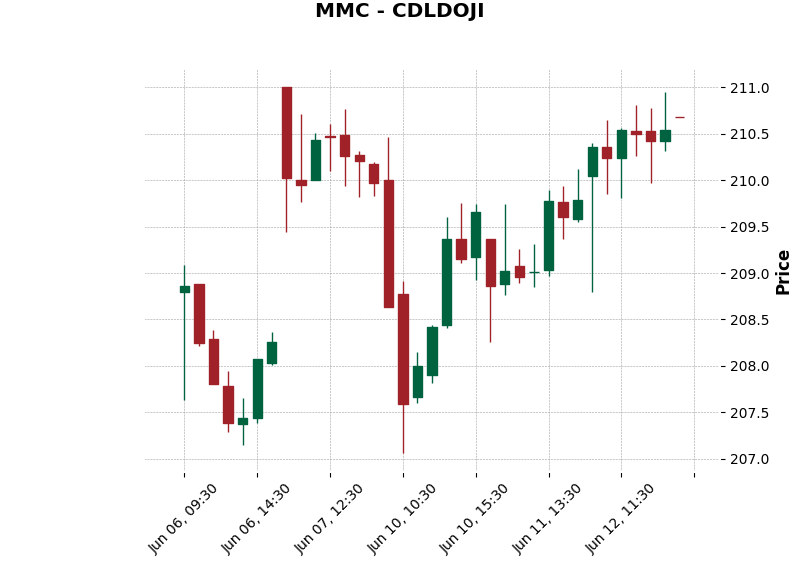 MMC - CDLDOJI
211.0
210.5
210.0
209.5
209.0
208.5
208.0
207.5
207.0
Price
Jun 06, 09:30
Jun 06, 14:30
Jun 07, 12:30
Jun 10, 10:30
Jun 10, 15:30
Jun 11, 13:30
Jun 12, 11:30